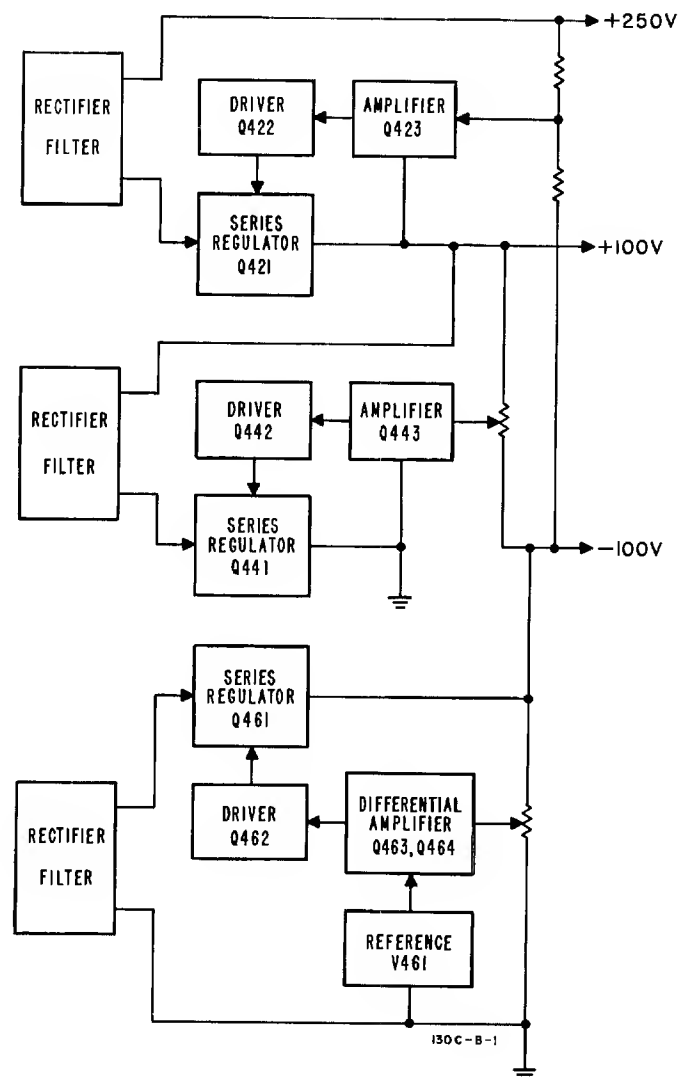 +250V
RECTIFIER
FILTER
DRIVER
Q422
AMPLIFIER
Q423
SERIES
REGULATOR
Q421
+100V
RECTIFIER
FILTER
DRIVER
Q442
AMPLIFIER
Q443
SERIES
REGULATOR
Q441
-100V
SERIES
REGULATOR
Q461
RECTIFIER
FILTER
DRIVER
Q462
DIFFERENTIAL
AMPLIFIER
Q463, Q464
REFERENCE
V461
130C-B-1